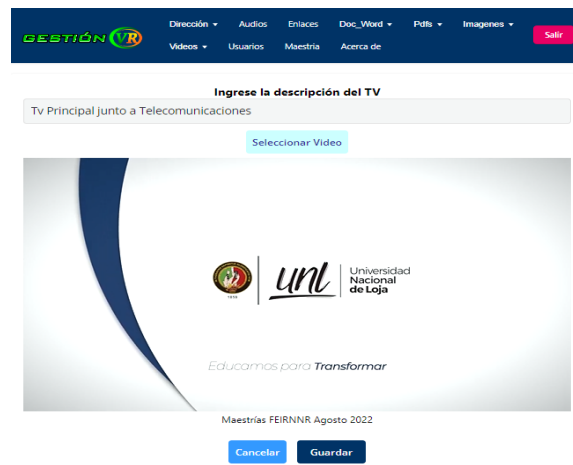 GESTIÓN VR
Dirección Audios Enlaces Doc_Word Pdfs Imagenes
Videos Usuarios Maestria Acerca de
Salir
Ingrese la descripción del TV
Tv Principal junto a Telecomunicaciones
Seleccionar Video
1859
unl
Universidad
Nacional
de Loja
Educamos para Transformar
Maestrías FEIRNNR Agosto 2022
Cancelar Guardar